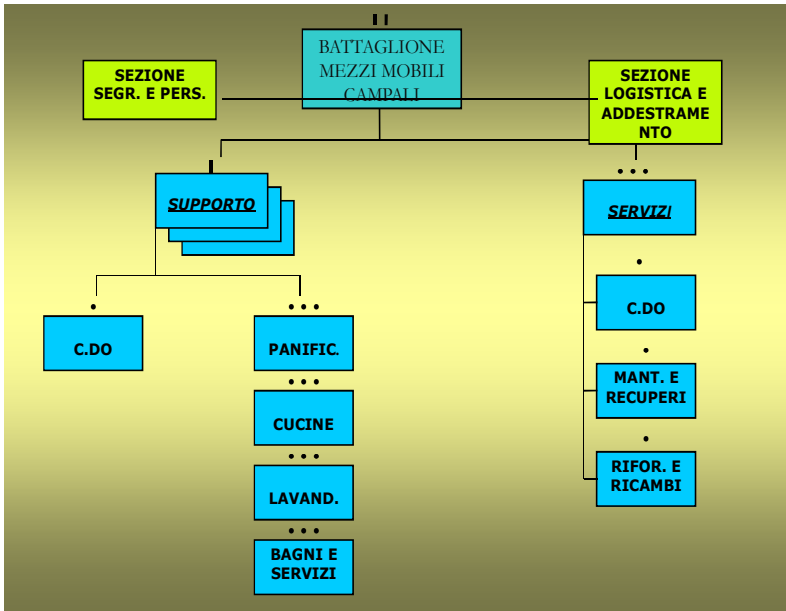 BATTAGLIONE
MEZZI MOBILI
CAMPALI
SEZIONE
SEGR. E PERS.
SEZIONE
LOGISTICA E
ADDESTRAME
NTO
SUPPORTO
SERVIZI
C.DO
PANIFIC.
CUCINE
LAVAND.
BAGNI E
SERVIZI
C.DO
MANT. E
RECUPERI
RIFOR. E
RICAMBI